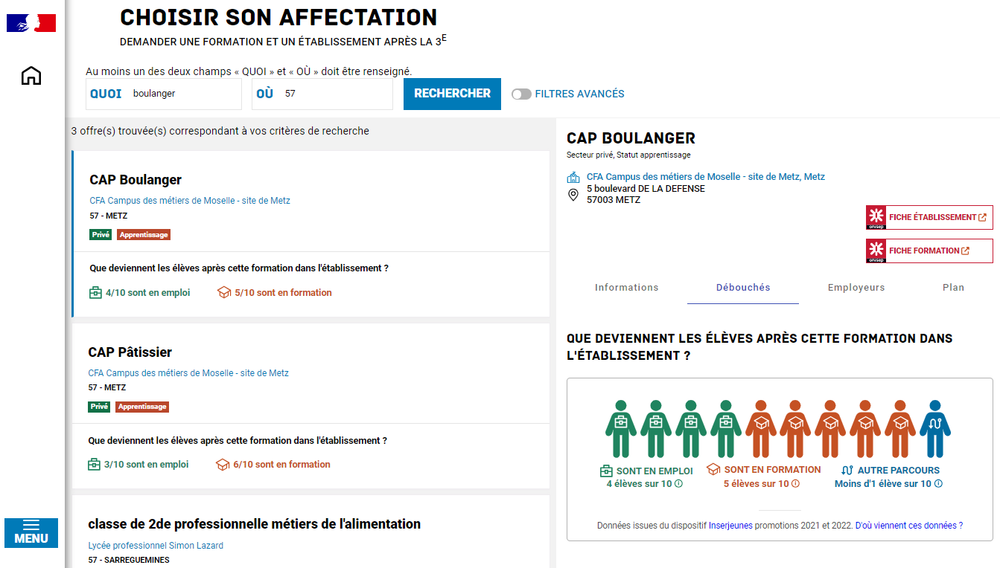 CHOISIR SON AFFECTATION
DEMANDER UNE FORMATION ET UN ÉTABLISSEMENT APRÈS LA 3E
Au moins un des deux champs « QUOI » et « OÙ » doit être renseigné.
QUOI boulanger
OÙ 57
RECHERCHER
FILTRES AVANCÉS
3 offre(s) trouvée(s) correspondant à vos critères de recherche
CAP Boulanger
CFA Campus des métiers de Moselle - site de Metz
57 - METZ
Privé Apprentissage
Que deviennent les élèves après cette formation dans l'établissement ?
4/10 sont en emploi 5/10 sont en formation
CAP Pâtissier
CFA Campus des métiers de Moselle - site de Metz
57 - METZ
Privé Apprentissage
Que deviennent les élèves après cette formation dans l'établissement ?
3/10 sont en emploi 6/10 sont en formation
classe de 2de professionnelle métiers de l'alimentation
Lycée professionnel Simon Lazard
57 - SARREGUEMINES
MENU
CAP BOULANGER
Secteur privé, Statut apprentissage
CFA Campus des métiers de Moselle - site de Metz, Metz
5 boulevard DE LA DEFENSE
57003 METZ
onisep FICHE ÉTABLISSEMENT
onisep FICHE FORMATION
Informations Débouchés Employeurs Plan
QUE DEVIENNENT LES ÉLÈVES APRÈS CETTE FORMATION DANS
L'ÉTABLISSEMENT ?
SONT EN EMPLOI
4 élèves sur 10
SONT EN FORMATION
5 élèves sur 10
AUTRE PARCOURS
Moins d'1 élève sur 10
Données issues du dispositif Inserjeunes promotions 2021 et 2022. D'où viennent ces données ?